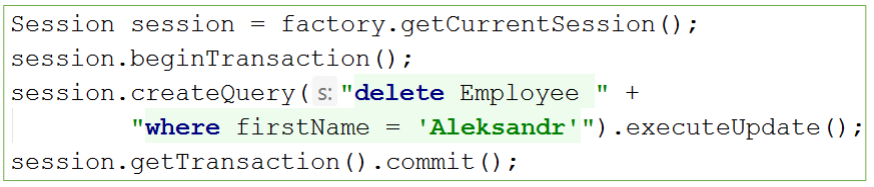 Session session = factory.getCurrentSession();
session.beginTransaction();
session.createQuery( s: "delete Employee " +
"where firstName = 'Aleksandr'").executeUpdate();
session.getTransaction().commit();